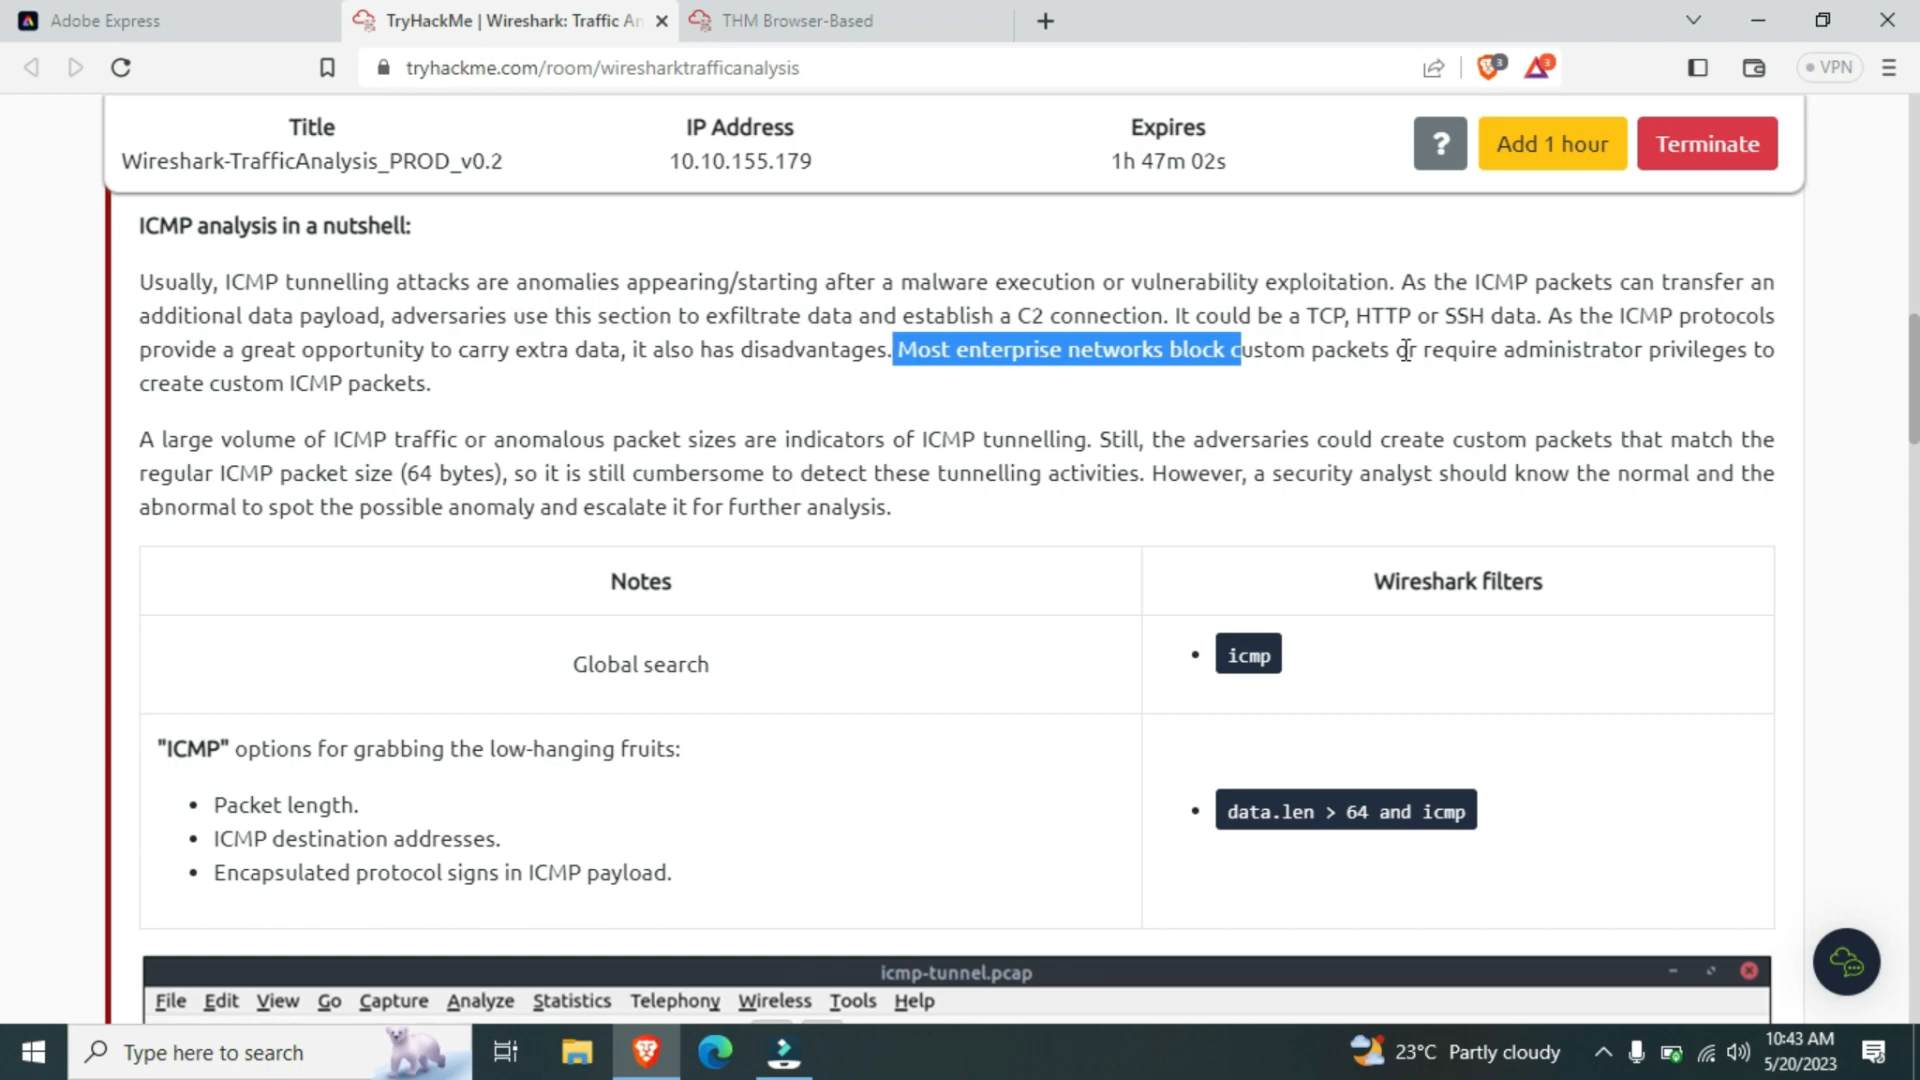 Adobe Express
TryHackMe | Wireshark: Traffic An
THM Browser-Based
tryhackme.com/room/wiresharktrafficanalysis
3
3
VPN
Title
IP Address
Expires
Wireshark-TrafficAnalysis_PROD_v0.2
10.10.155.179
1h 47m 02s
?
Add 1 hour
Terminate
ICMP analysis in a nutshell:
Usually, ICMP tunnelling attacks are anomalies appearing/starting after a malware execution or vulnerability exploitation. As the ICMP packets can transfer an
additional data payload, adversaries use this section to exfiltrate data and establish a C2 connection. It could be a TCP, HTTP or SSH data. As the ICMP protocols
provide a great opportunity to carry extra data, it also has disadvantages. Most enterprise networks block custom packets or require administrator privileges to
create custom ICMP packets.
A large volume of ICMP traffic or anomalous packet sizes are indicators of ICMP tunnelling. Still, the adversaries could create custom packets that match the
regular ICMP packet size (64 bytes), so it is still cumbersome to detect these tunnelling activities. However, a security analyst should know the normal and the
abnormal to spot the possible anomaly and escalate it for further analysis.
Notes
Wireshark filters
Global search
• icmp
"ICMP" options for grabbing the low-hanging fruits:
• Packet length.
• ICMP destination addresses.
• Encapsulated protocol signs in ICMP payload.
• data.len > 64 and icmp
icmp-tunnel.pcap
File Edit View Go Capture Analyze Statistics Telephony Wireless Tools Help
Type here to search
23°C Partly cloudy
10:43 AM
5/20/2023